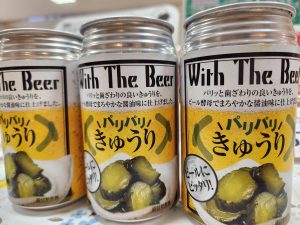 With The Beer
パリッと歯ざわりの良いきゅうりを、
ビール酵母でまろやかな醤油味に仕上げました。
パリパリ
きゅうり
ビールに
ピッタリ!